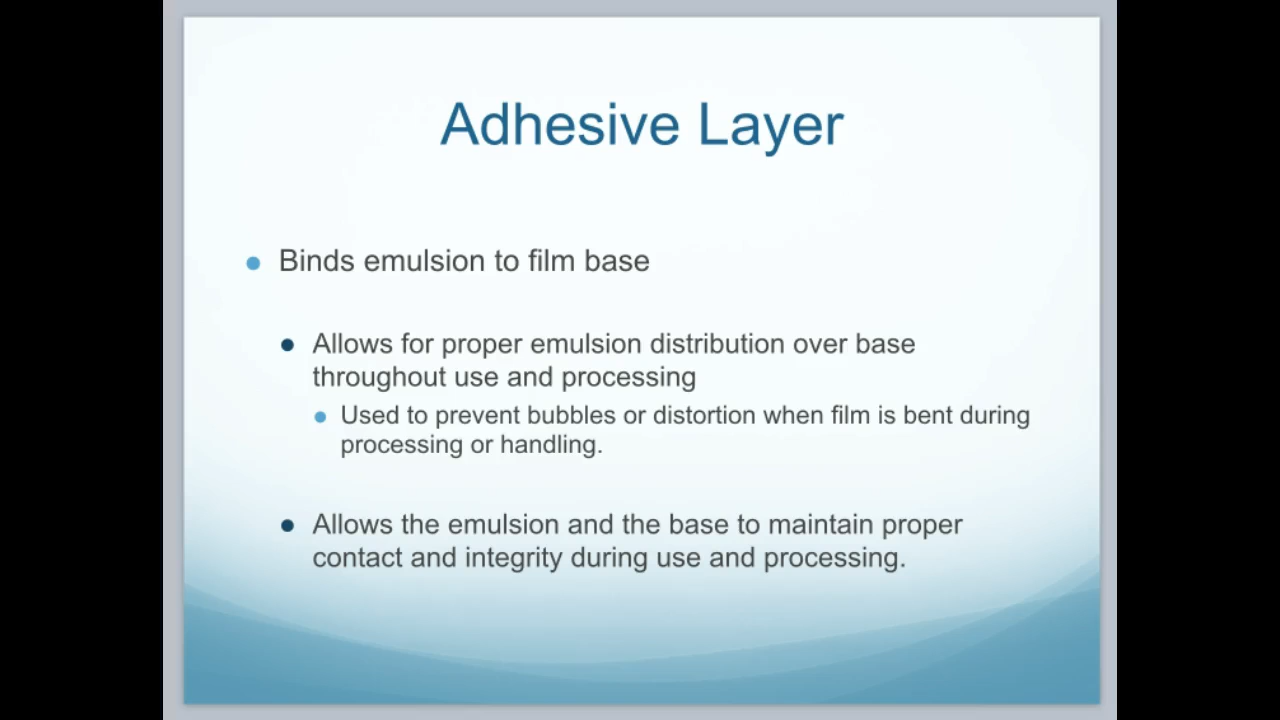 Adhesive Layer
Binds emulsion to film base
Allows for proper emulsion distribution over base
throughout use and processing
Used to prevent bubbles or distortion when film is bent during
processing or handling.
Allows the emulsion and the base to maintain proper
contact and integrity during use and processing.